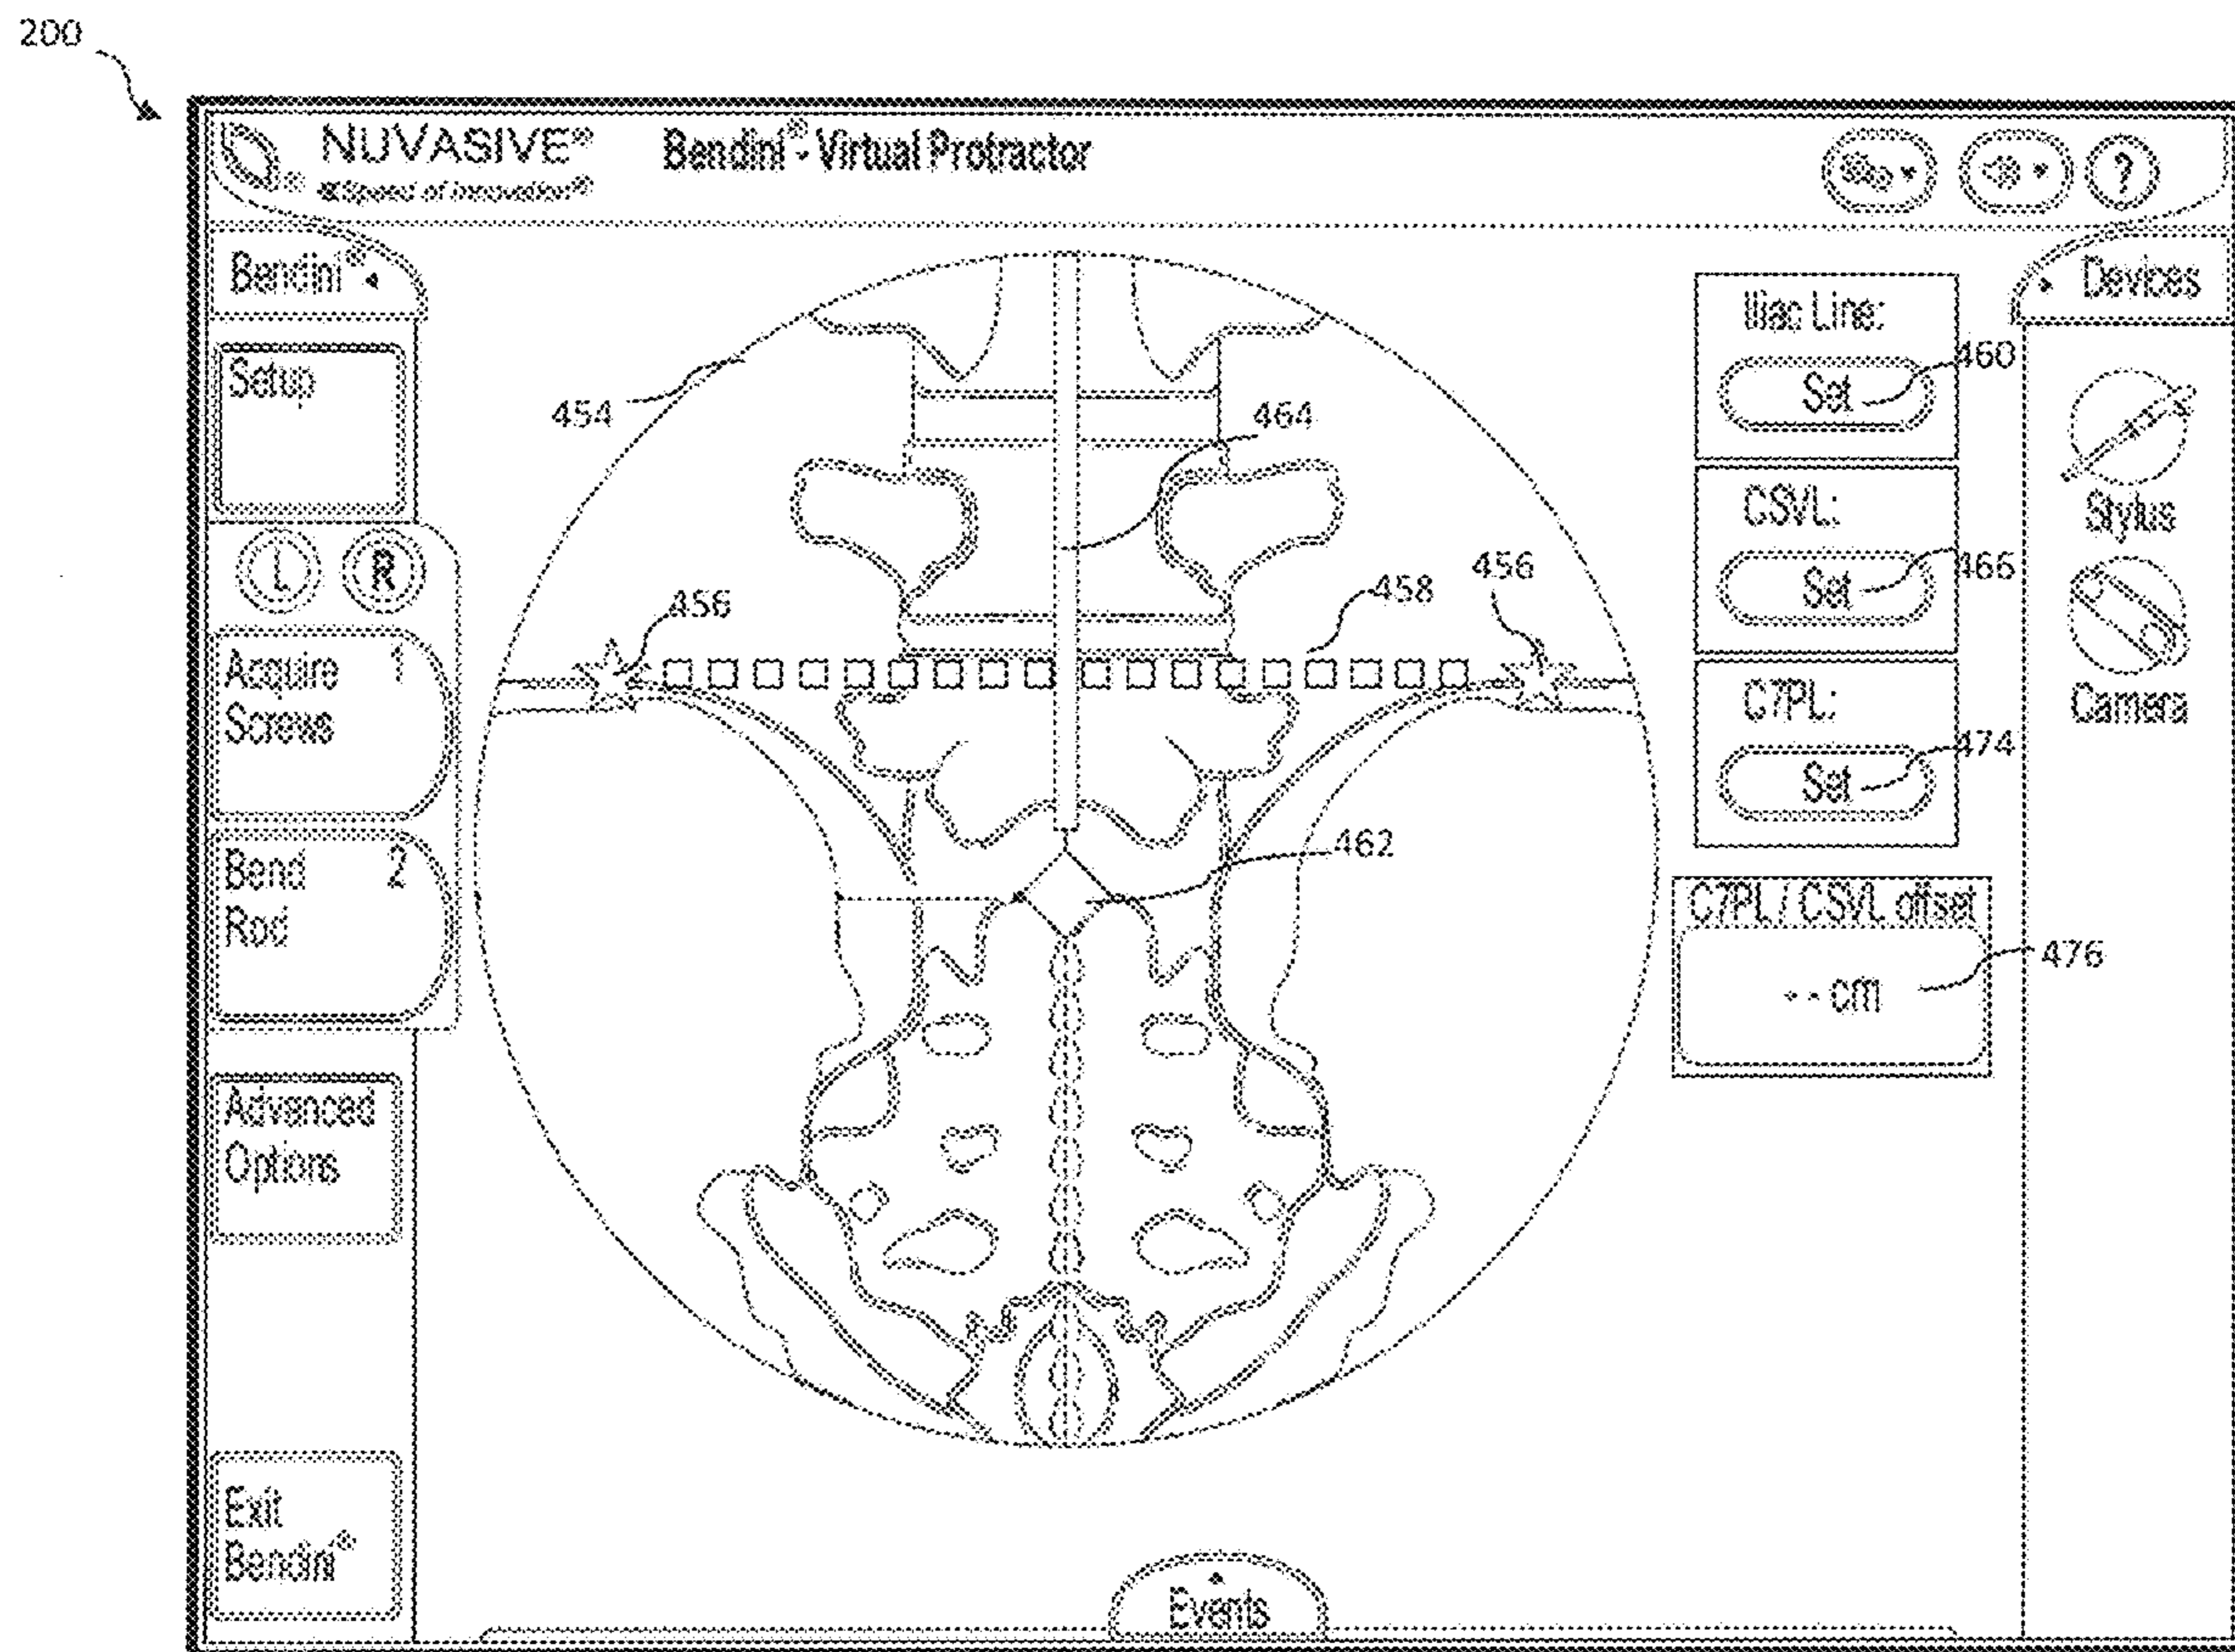 200
NUVASIVE®
Speed of Innovation®
Bendini® - Virtual Protractor
?
Bendini®
Devices
Setup
L R
Acquire 1
Screws
Bend 2
Rod
Advanced
Options
Exit
Bendini®
454
464
456
458
456
462
Iliac Line:
Set
460
CSVL:
Set
466
C7PL:
Set
474
C7PL / CSVL offset
-- cm
476
Stylus
Camera
Events